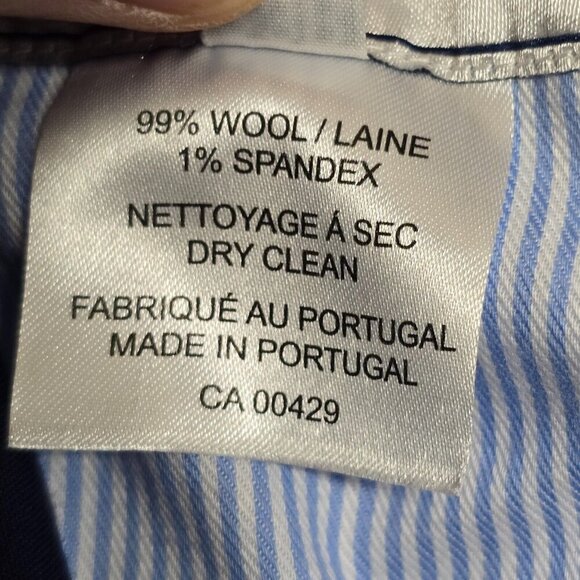 99% WOOL / LAINE
1% SPANDEX
NETTOYAGE Á SEC
DRY CLEAN
FABRIQUÉ AU PORTUGAL
MADE IN PORTUGAL
CA 00429